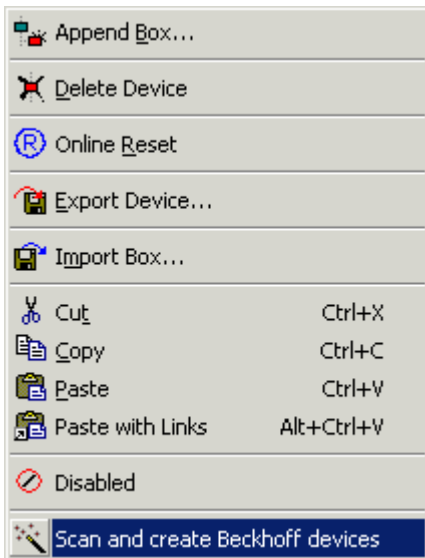 Append Box...
Delete Device
® Online Reset
Export Device...
Import Box...
Cut Ctrl+X
Copy Ctrl+C
Paste Ctrl+V
Paste with Links Alt+Ctrl+V
Disabled
Scan and create Beckhoff devices